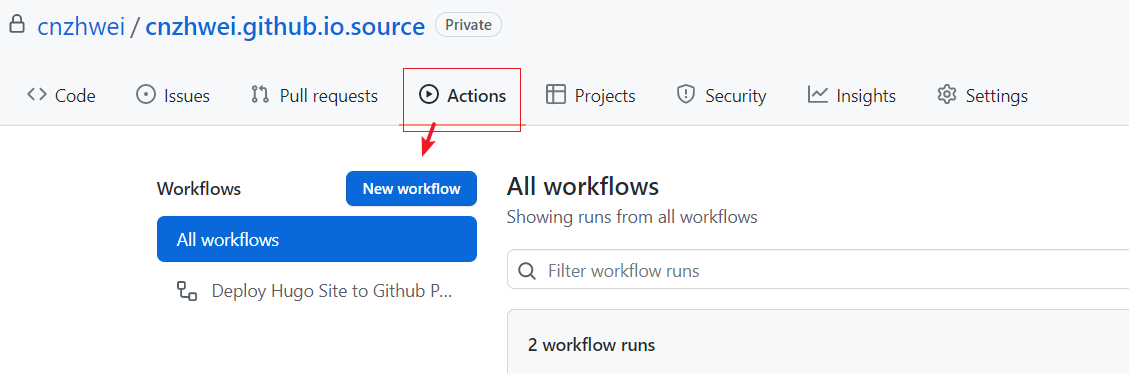 cnzhwei / cnzhwei.github.io.source Private
Code Issues Pull requests Actions Projects Security Insights Settings
Workflows New workflow
All workflows
Deploy Hugo Site to Github P...
All workflows
Showing runs from all workflows
Filter workflow runs
2 workflow runs